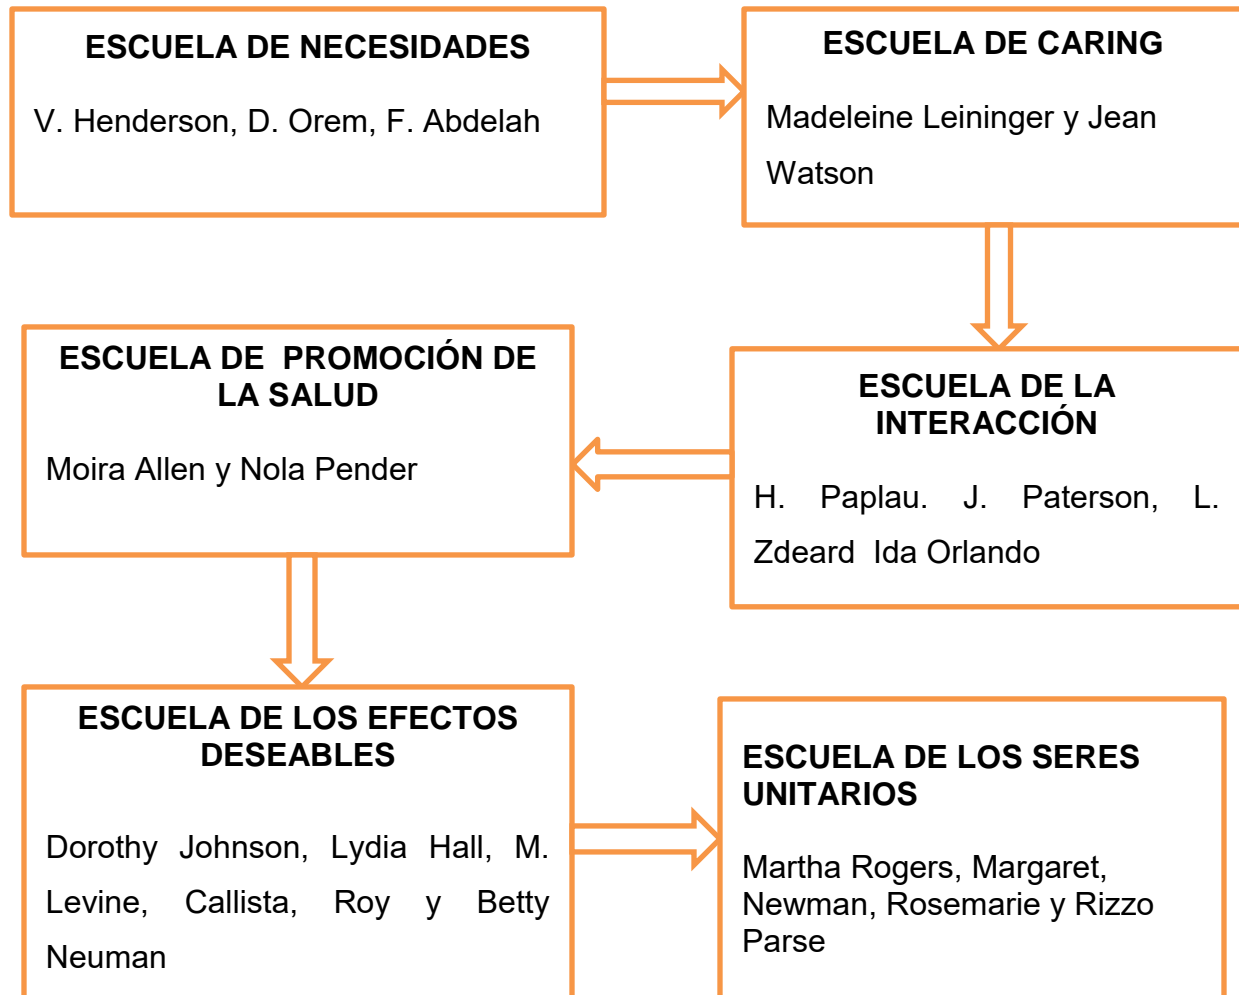 ESCUELA DE NECESIDADES
V. Henderson, D. Orem, F. Abdelah
ESCUELA DE CARING
Madeleine Leininger y Jean
Watson
ESCUELA DE LA
INTERACCIÓN
H. Paplau. J. Paterson, L.
Zdeard Ida Orlando
ESCUELA DE PROMOCIÓN DE
LA SALUD
Moira Allen y Nola Pender
ESCUELA DE LOS EFECTOS
DESEABLES
Dorothy Johnson, Lydia Hall, M.
Levine, Callista, Roy y Betty
Neuman
ESCUELA DE LOS SERES
UNITARIOS
Martha Rogers, Margaret,
Newman, Rosemarie y Rizzo
Parse